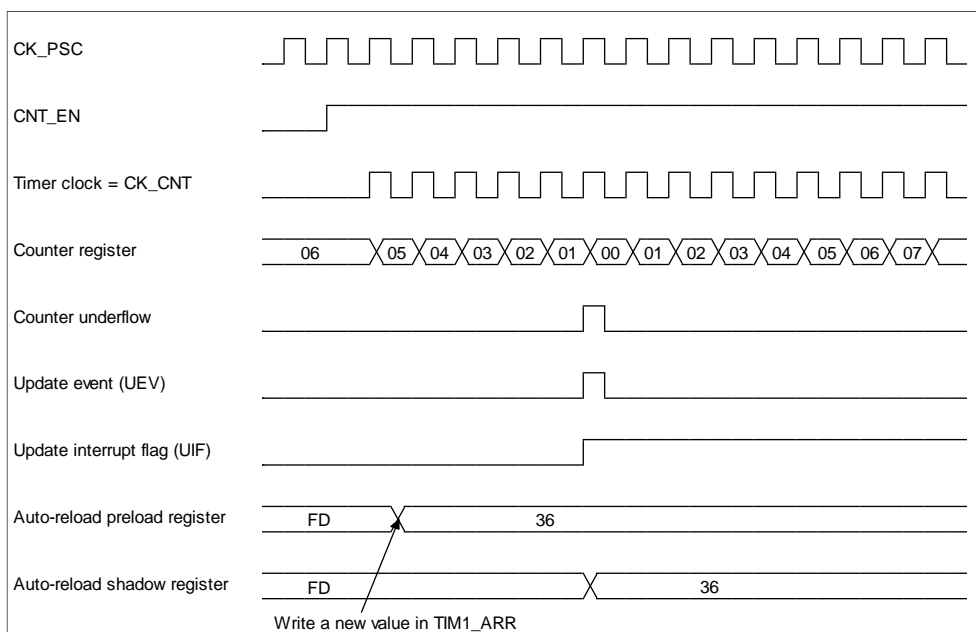 CK_PSC
CNT_EN
Timer clock = CK_CNT
Counter register 06 05 04 03 02 01 00 01 02 03 04 05 06 07
Counter underflow
Update event (UEV)
Update interrupt flag (UIF)
Auto-reload preload register FD 36
Auto-reload shadow register FD 36
Write a new value in TIM1_ARR